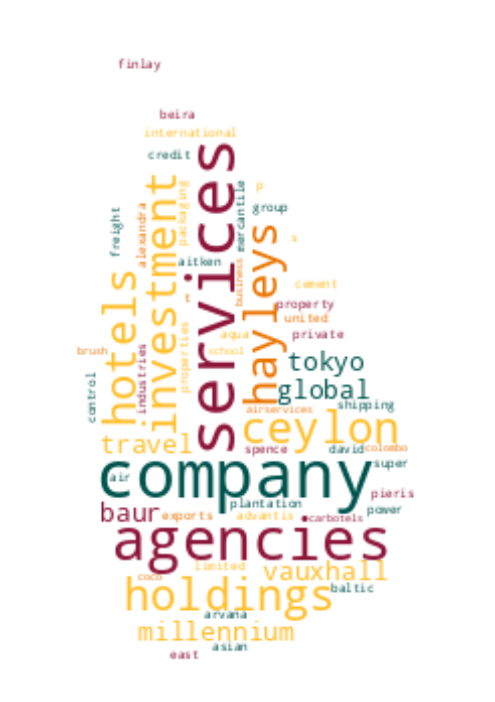 finlay
beira
international
credit
services
investment
packaging
mercantile
p
group
freight
alexandra
hayleys
s
aitken
hotels
business
cement
t
property
united
aqua
private
properties
brush
school
industries
tokyo
control
global
airservices
shipping
ceylon
travel
spence
david
colombo
company
super
air
pieris
plantation
power
baur
exports
advantis
carbotels
agencies
limited
vauxhall
coco
holdings
baltic
arvana
millennium
asian
east